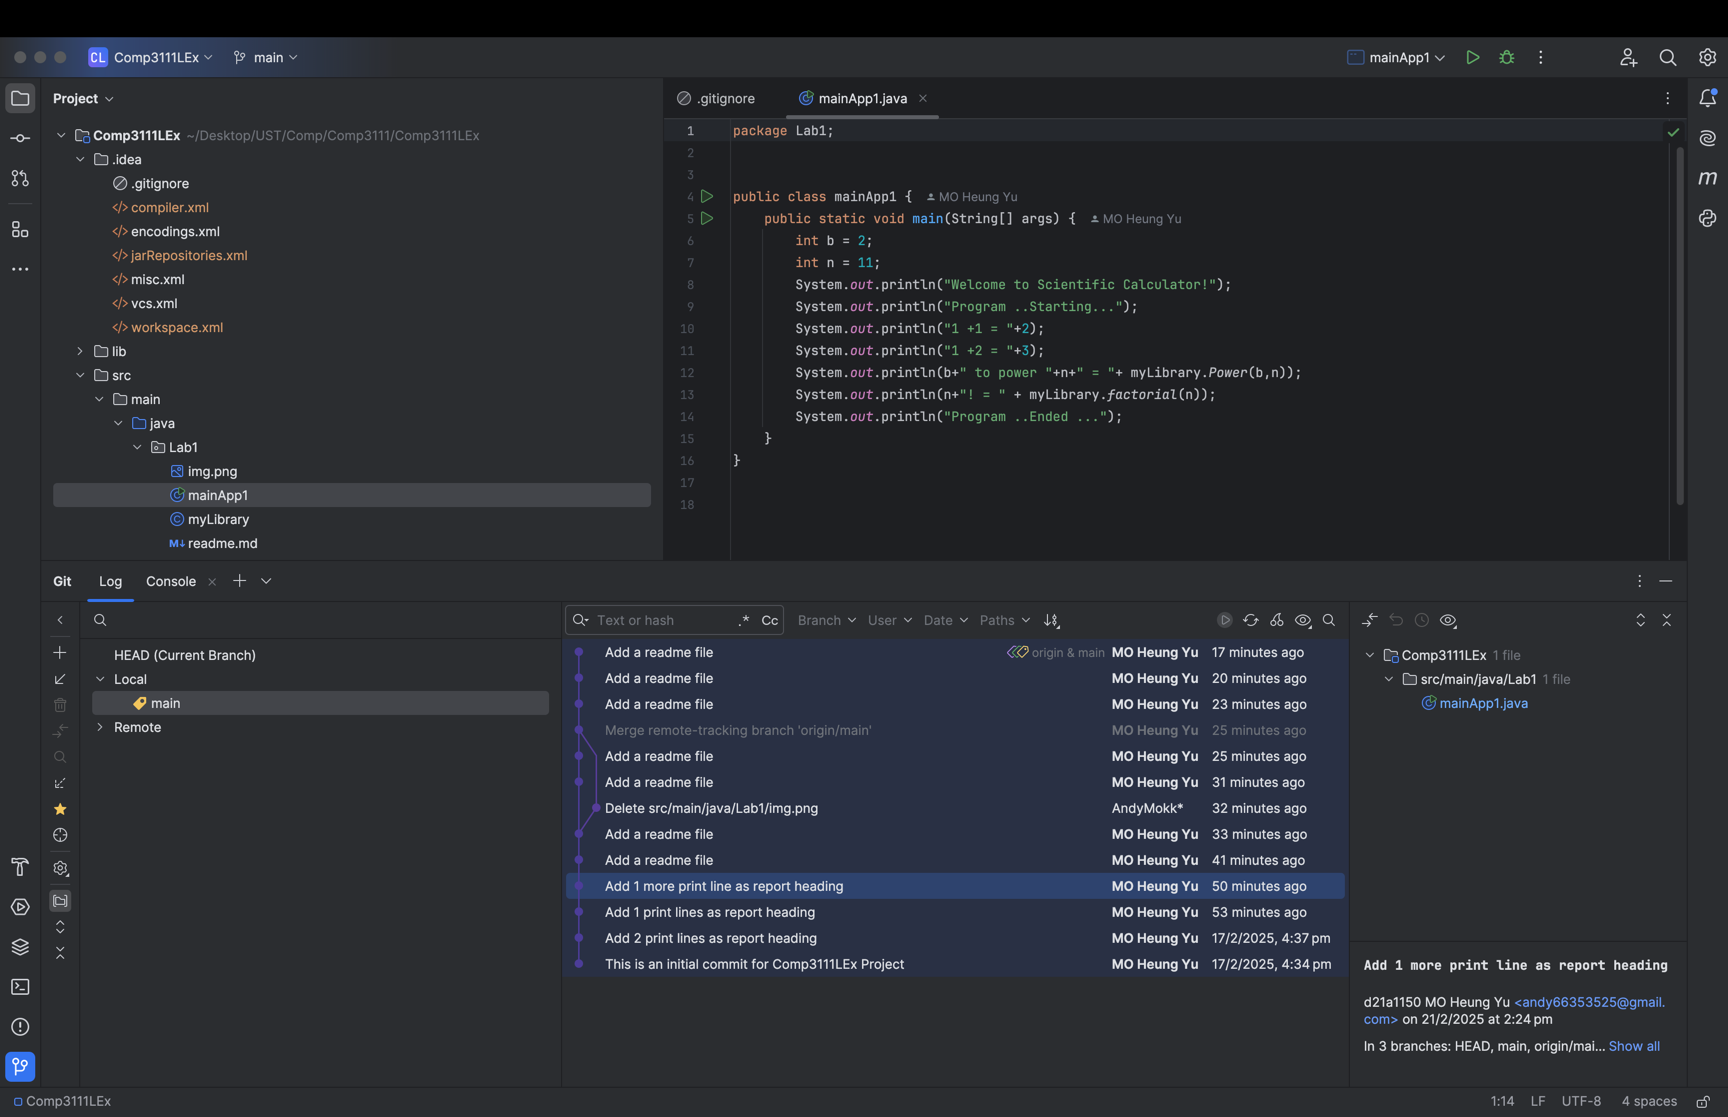 CL Comp3111LEx main mainApp1
Project
Comp3111LEx ~/Desktop/UST/Comp/Comp3111/Comp3111LEx
.idea
.gitignore
</> compiler.xml
</> encodings.xml
</> jarRepositories.xml
</> misc.xml
</> vcs.xml
</> workspace.xml
lib
src
main
java
Lab1
img.png
mainApp1
myLibrary
M↓ readme.md
.gitignore mainApp1.java
1 package Lab1;
2
3
4 public class mainApp1 { MO Heung Yu
5 public static void main(String[] args) { MO Heung Yu
6 int b = 2;
7 int n = 11;
8 System.out.println("Welcome to Scientific Calculator!");
9 System.out.println("Program ..Starting...");
10 System.out.println("1 +1 = "+2);
11 System.out.println("1 +2 = "+3);
12 System.out.println(b+" to power "+n+" = "+ myLibrary.Power(b,n));
13 System.out.println(n+"! = " + myLibrary.factorial(n));
14 System.out.println("Program ..Ended ...");
15 }
16 }
17
18
m
Git Log Console
HEAD (Current Branch)
Local
main
Remote
Text or hash .* Cc Branch User Date Paths
Add a readme file origin & main MO Heung Yu 17 minutes ago
Add a readme file MO Heung Yu 20 minutes ago
Add a readme file MO Heung Yu 23 minutes ago
Merge remote-tracking branch 'origin/main' MO Heung Yu 25 minutes ago
Add a readme file MO Heung Yu 25 minutes ago
Add a readme file MO Heung Yu 31 minutes ago
Delete src/main/java/Lab1/img.png AndyMokk* 32 minutes ago
Add a readme file MO Heung Yu 33 minutes ago
Add a readme file MO Heung Yu 41 minutes ago
Add 1 more print line as report heading MO Heung Yu 50 minutes ago
Add 1 print lines as report heading MO Heung Yu 53 minutes ago
Add 2 print lines as report heading MO Heung Yu 17/2/2025, 4:37 pm
This is an initial commit for Comp3111LEx Project MO Heung Yu 17/2/2025, 4:34 pm
Comp3111LEx 1 file
src/main/java/Lab1 1 file
mainApp1.java
Add 1 more print line as report heading
d21a1150 MO Heung Yu <andy66353525@gmail.
com> on 21/2/2025 at 2:24 pm
In 3 branches: HEAD, main, origin/mai... Show all
Comp3111LEx 1:14 LF UTF-8 4 spaces